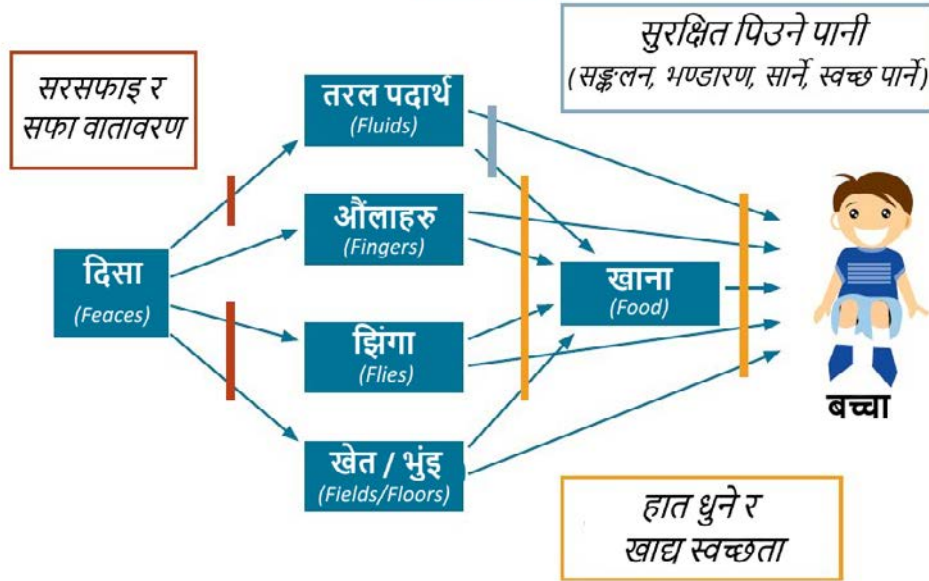 सरसफाइ र
सफा वातावरण
सुरक्षित पिउने पानी
(सङ्कलन, भण्डारण, सार्ने, स्वच्छ पार्ने)
तरल पदार्थ
(Fluids)
औंलाहरु
(Fingers)
दिसा
(Feaces)
खाना
(Food)
झिंगा
(Flies)
बच्चा
खेत / भुंइ
(Fields/Floors)
हात धुने र
खाद्य स्वच्छता